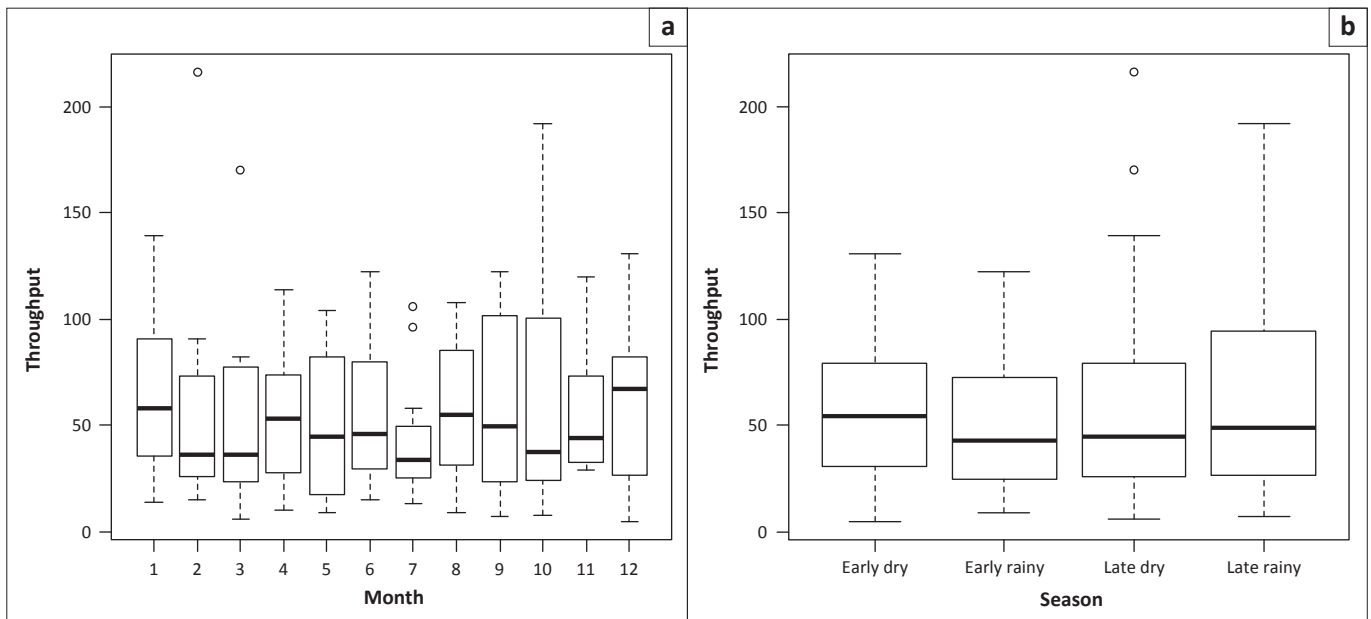 a
Throughput
200
150
100
50
0
1 2 3 4 5 6 7 8 9 10 11 12
Month
b
Throughput
200
150
100
50
0
Early dry Early rainy Late dry Late rainy
Season